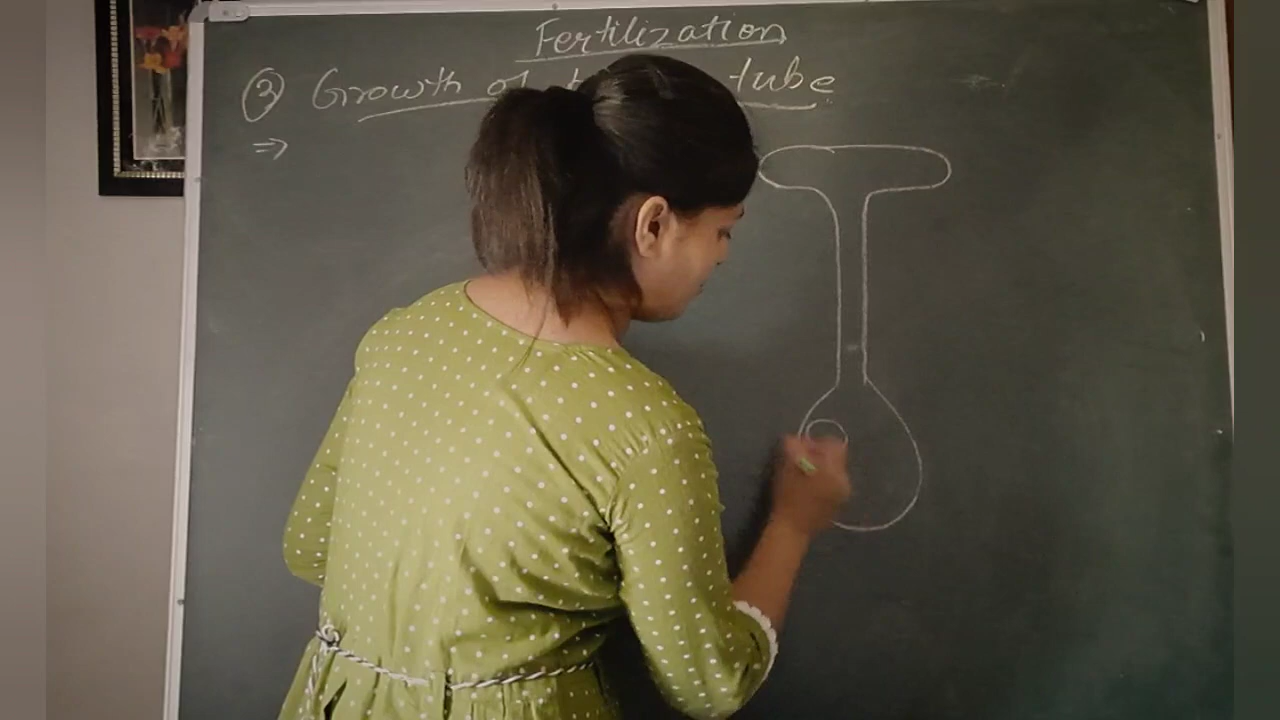 Fertilization
③ Growth of tube
⇒